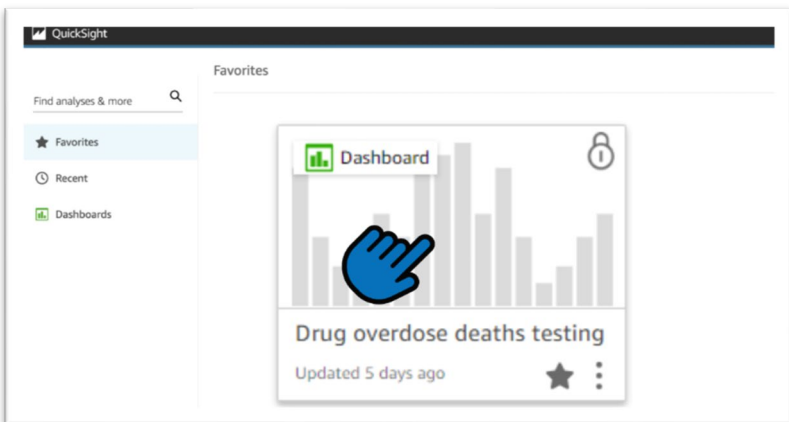 QuickSight
Favorites
Find analyses & more
Favorites
Recent
Dashboards
Dashboard
Drug overdose deaths testing
Updated 5 days ago